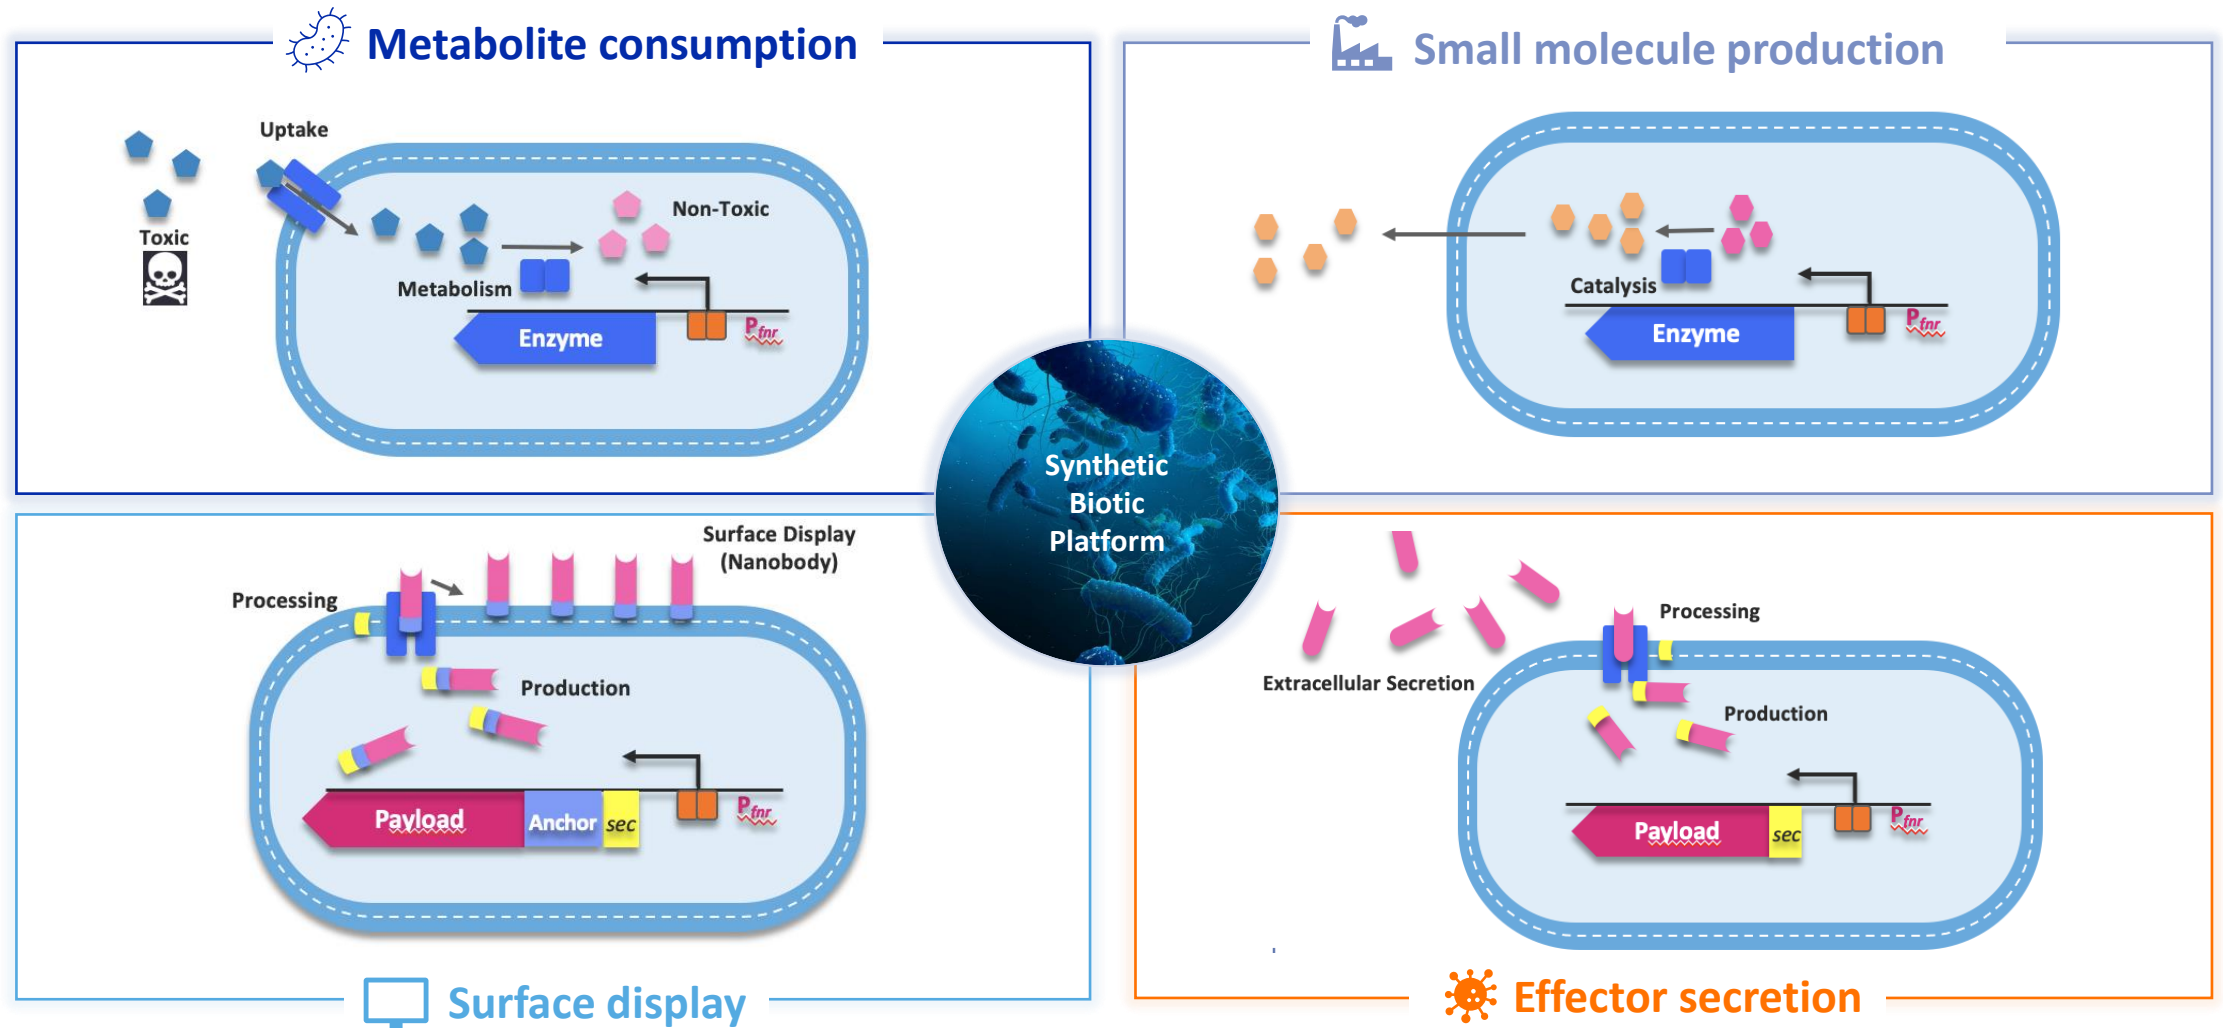 Metabolite consumption
Uptake
Toxic
Non-Toxic
Metabolism
Enzyme
Pfnr
Small molecule production
Catalysis
Enzyme
Pfnr
Synthetic
Biotic
Platform
Surface Display
(Nanobody)
Processing
Production
Payload
Anchor
sec
Pfnr
Surface display
Processing
Extracellular Secretion
Production
Payload
sec
Pfnr
Effector secretion